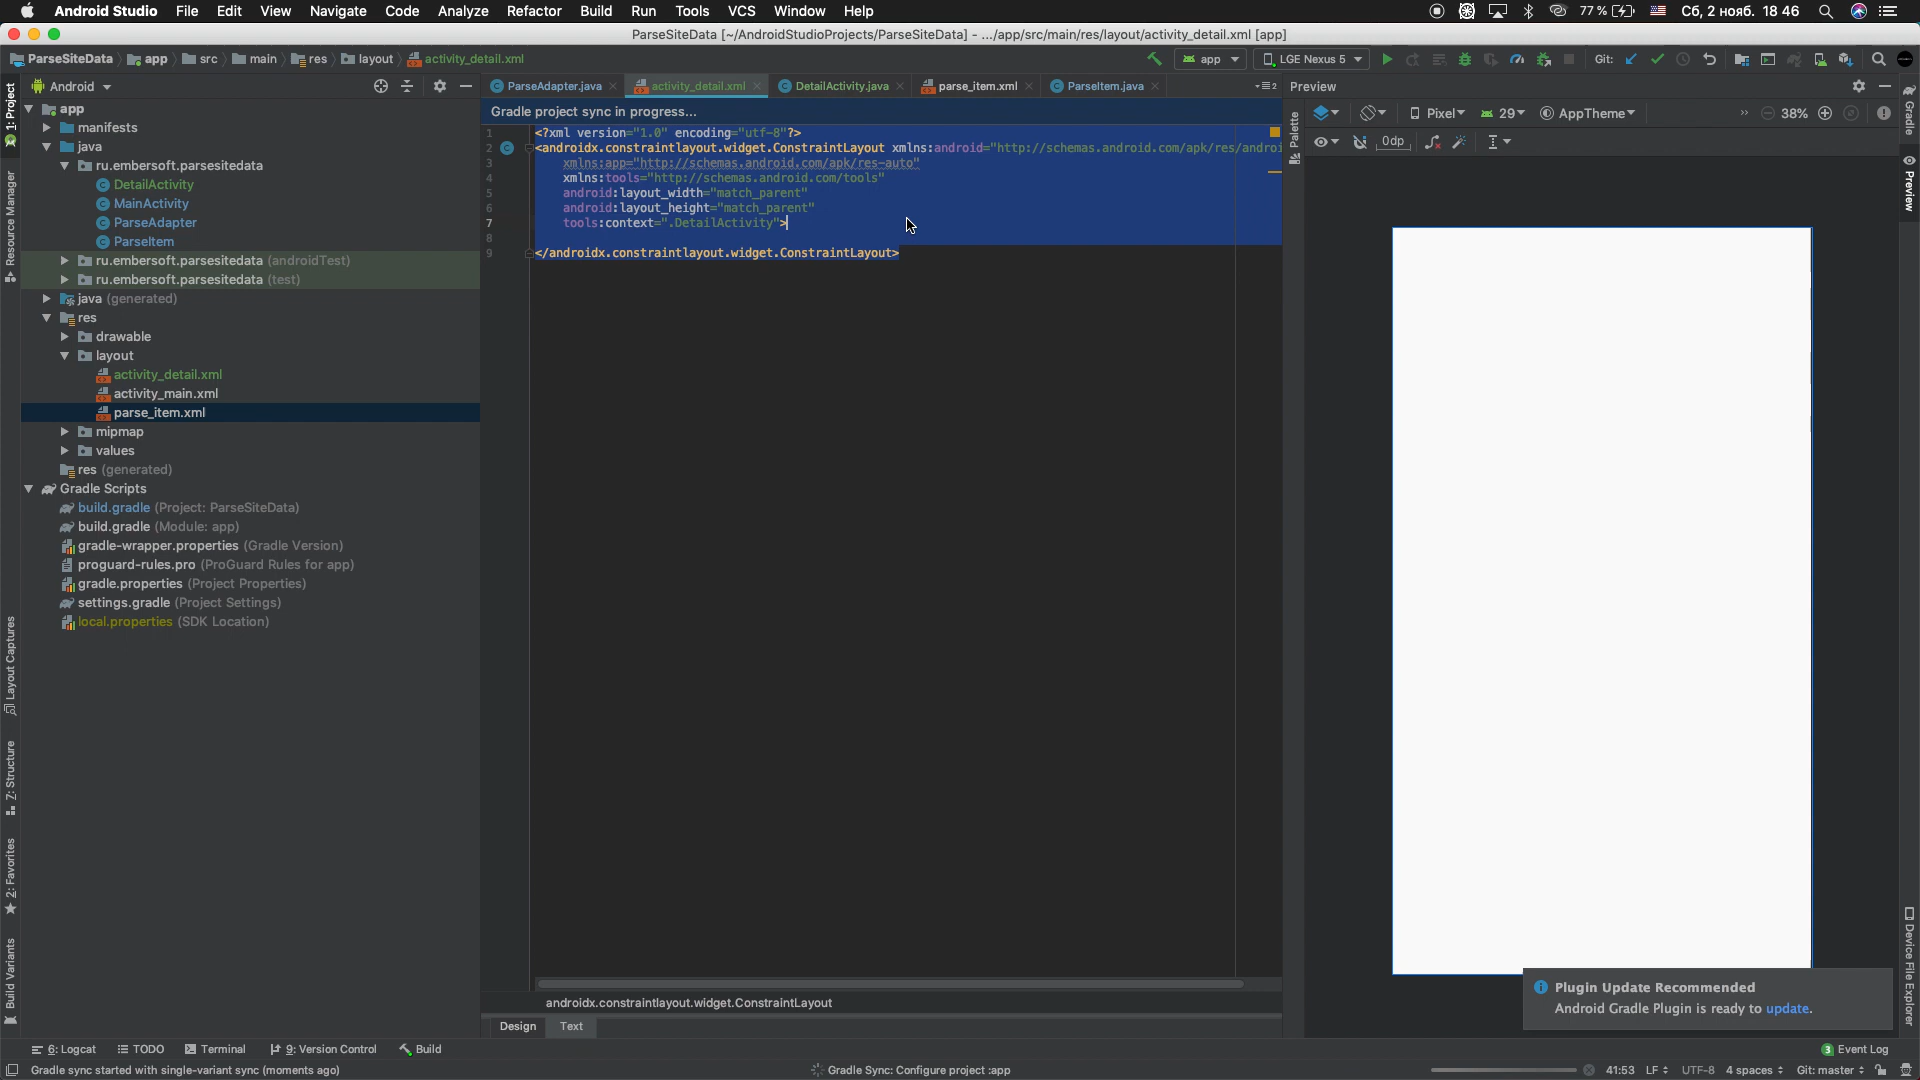 Android Studio File Edit View Navigate Code Analyze Refactor Build Run Tools VCS Window Help 77 % Сб, 2 нояб. 18 46
ParseSiteData [~/AndroidStudioProjects/ParseSiteData] - .../app/src/main/res/layout/activity_detail.xml [app]
ParseSiteData app src main res layout activity_detail.xml app LGE Nexus 5 Git:
1: Project Android ParseAdapter.java activity_detail.xml DetailActivity.java parse_item.xml ParseItem.java 2 Preview
Gradle
Resource Manager
Palette
Preview
app
manifests
java
ru.embersoft.parsesitedata
DetailActivity
MainActivity
ParseAdapter
ParseItem
ru.embersoft.parsesitedata (androidTest)
ru.embersoft.parsesitedata (test)
java (generated)
res
drawable
layout
activity_detail.xml
activity_main.xml
parse_item.xml
mipmap
values
res (generated)
Gradle Scripts
build.gradle (Project: ParseSiteData)
build.gradle (Module: app)
gradle-wrapper.properties (Gradle Version)
proguard-rules.pro (ProGuard Rules for app)
gradle.properties (Project Properties)
settings.gradle (Project Settings)
local.properties (SDK Location)
Gradle project sync in progress...
1 <?xml version="1.0" encoding="utf-8"?>
2 <androidx.constraintlayout.widget.ConstraintLayout xmlns:android="http://schemas.android.com/apk/res/androi
3 xmlns:app="http://schemas.android.com/apk/res-auto"
4 xmlns:tools="http://schemas.android.com/tools"
5 android:layout_width="match_parent"
6 android:layout_height="match_parent"
7 tools:context=".DetailActivity">
8
9 </androidx.constraintlayout.widget.ConstraintLayout>
Pixel 29 AppTheme 38%
0dp
Layout Captures
Z: Structure
2: Favorites
Build Variants
Device File Explorer
androidx.constraintlayout.widget.ConstraintLayout
Design Text
Plugin Update Recommended
Android Gradle Plugin is ready to update.
6: Logcat TODO Terminal 9: Version Control Build 3 Event Log
Gradle sync started with single-variant sync (moments ago) Gradle Sync: Configure project :app 41:53 LF UTF-8 4 spaces Git: master